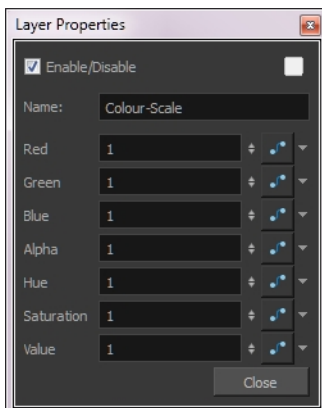 Layer Properties
Enable/Disable
Name: Colour-Scale
Red 1
Green 1
Blue 1
Alpha 1
Hue 1
Saturation 1
Value 1
Close